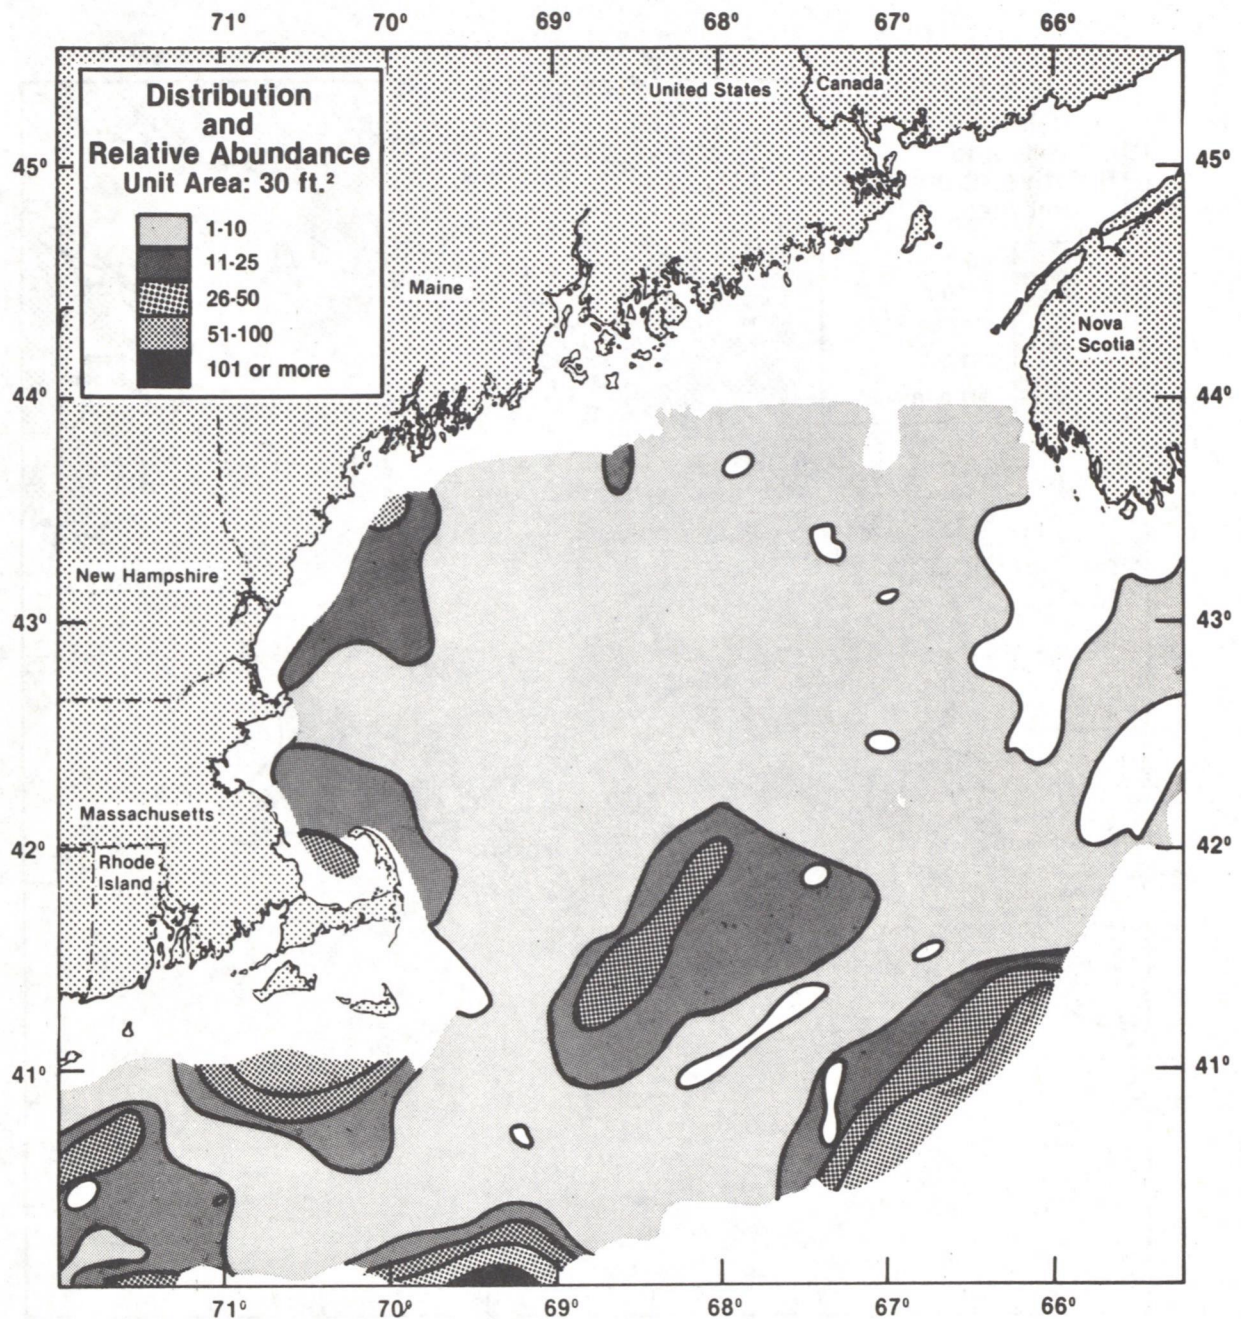 71° 70° 69° 68° 67° 66°
Distribution
and
Relative Abundance
Unit Area: 30 ft.²
1-10
11-25
26-50
51-100
101 or more
United States
Canada
45° 45°
Maine
Nova
Scotia
44° 44°
New Hampshire
43° 43°
Massachusetts
42° 42°
Rhode
Island
41° 41°
71° 70° 69° 68° 67° 66°